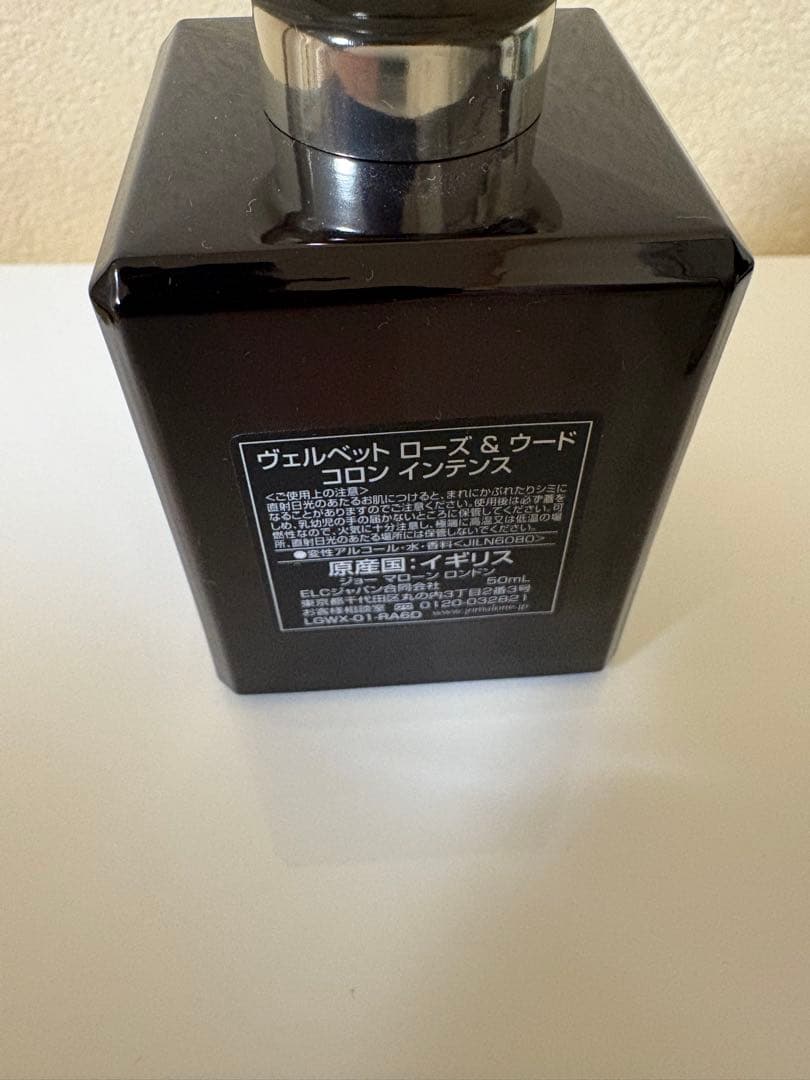 ヴェルベット ローズ & ウード
コロン インテンス
<ご使用上の注意>
直射日光のあたるお肌につけると、まれにかぶれたりシミに
なることがありますのでご注意ください。使用後は必ず蓋を
しめ、乳幼児の手の届かないところに保管してください。可
燃性なので、火気に十分注意し、極端に高温又は低温の場
所、直射日光のあたる場所には保管しないでください。
●変性アルコール・水・香料<JILN6080>
原産国：イギリス
ジョー マローン ロンドン 50mL
ELCジャパン合同会社
東京都千代田区丸の内3丁目2番3号
お客様相談室 0120-032821
LGWX-01-RA6D www.jomalone.jp